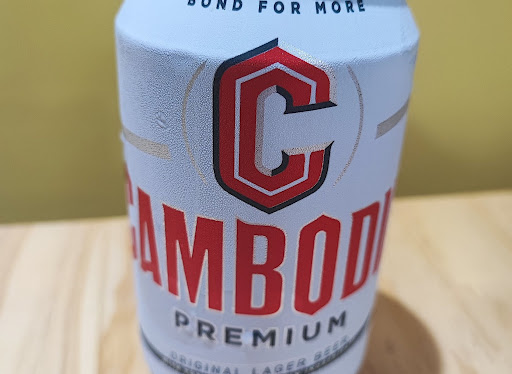 BOND FOR MORE
C
CAMBODI
PREMIUM
ORIGINAL LAGER BEER